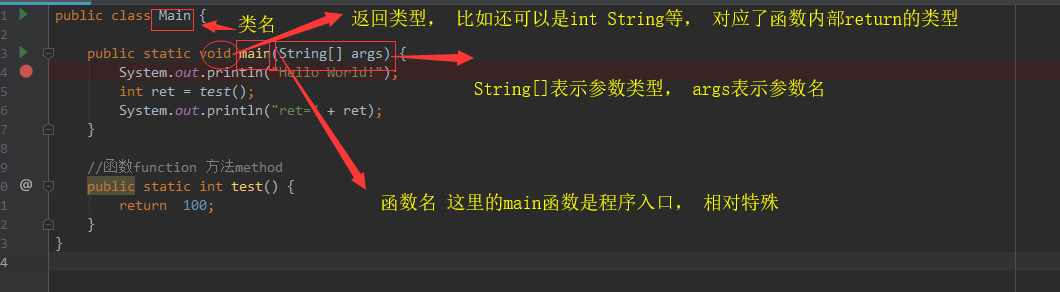 1 public class Main {
类名
返回类型， 比如还可以是int String等， 对应了函数内部return的类型
2
3 public static void main(String[] args) {
4 System.out.println("Hello World!");
String[]表示参数类型， args表示参数名
5 int ret = test();
6 System.out.println("ret=" + ret);
7 }
8
9 //函数function 方法method
0 @ public static int test() {
函数名 这里的main函数是程序入口， 相对特殊
1 return 100;
2 }
3 }
4